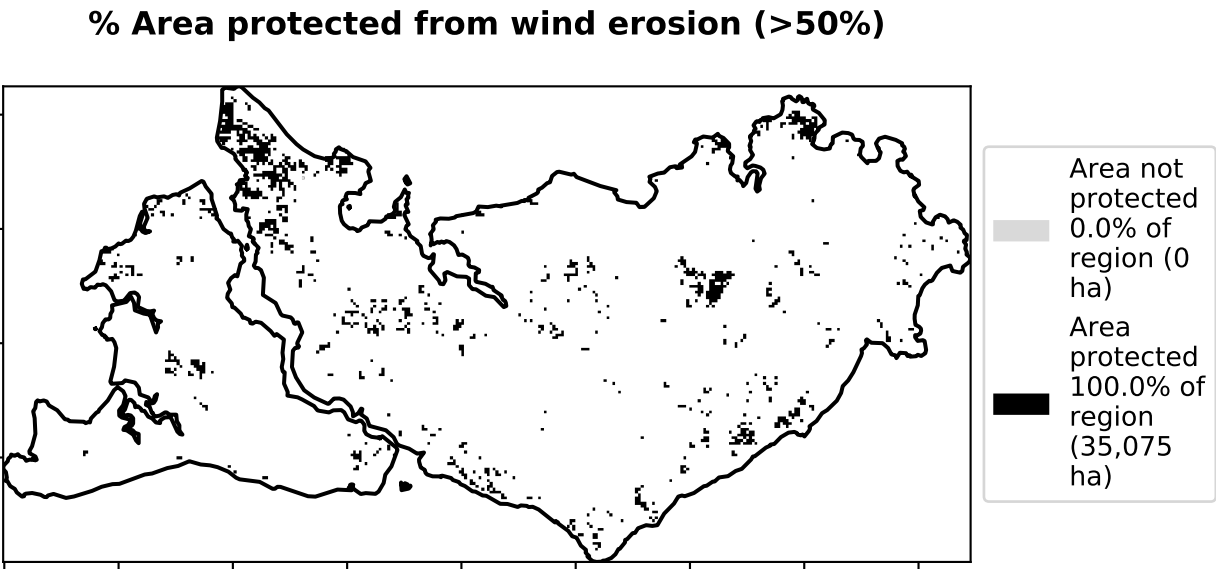 % Area protected from wind erosion (>50%)
Area not
protected
0.0% of
region (0
ha)
Area
protected
100.0% of
region
(35,075
ha)